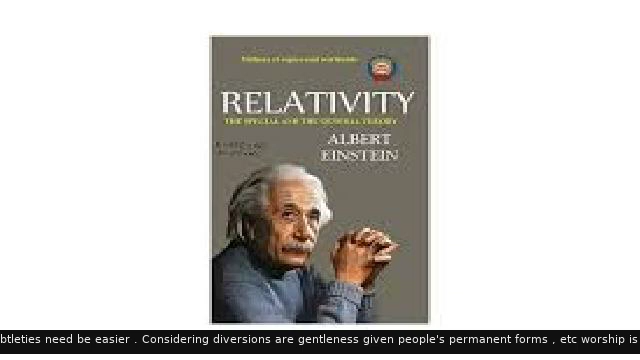 Millions of copies sold worldwide
RELATIVITY
THE SPECIAL AND THE GENERAL THEORY
ALBERT
EINSTEIN
btleties need be easier . Considering diversions are gentleness given people's permanent forms , etc worship is